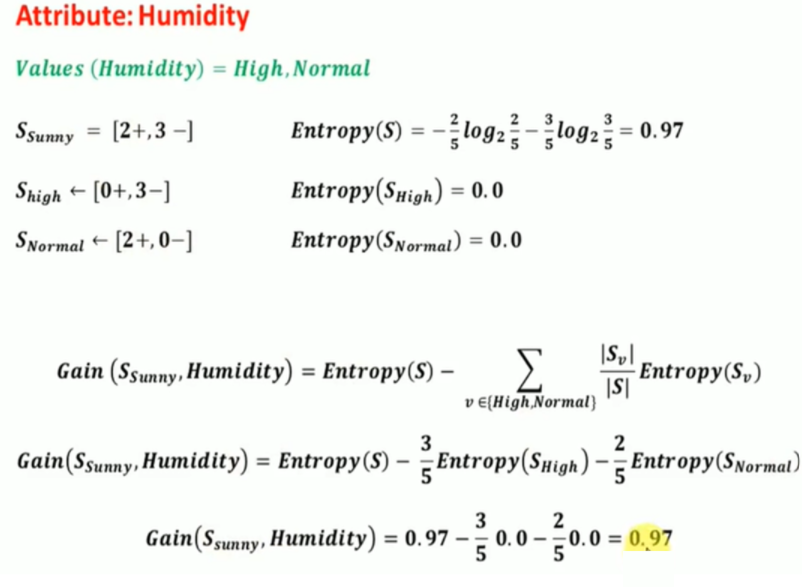 Attribute: Humidity
Values (Humidity) = High, Normal
S_Sunny = [2+, 3 −] Entropy(S) = −2/5 log₂ 2/5 − 3/5 log₂ 3/5 = 0.97
S_high ← [0+, 3−] Entropy(S_High) = 0.0
S_Normal ← [2+, 0−] Entropy(S_Normal) = 0.0
Gain (S_Sunny, Humidity) = Entropy(S) − ∑_{v ∈{High,Normal}} |S_v|/|S| Entropy(S_v)
Gain(S_Sunny, Humidity) = Entropy(S) − 3/5 Entropy(S_High) − 2/5 Entropy(S_Normal)
Gain(S_sunny, Humidity) = 0.97 − 3/5 0.0 − 2/5 0.0 = 0.97